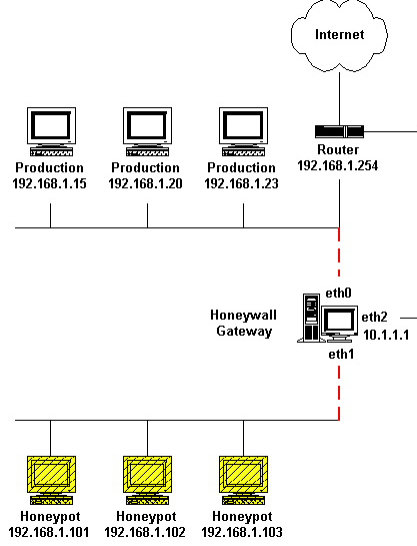 Internet
Router
192.168.1.254
Production
192.168.1.15
Production
192.168.1.20
Production
192.168.1.23
eth0
Honeywall
Gateway
eth2
10.1.1.1
eth1
Honeypot
192.168.1.101
Honeypot
192.168.1.102
Honeypot
192.168.1.103